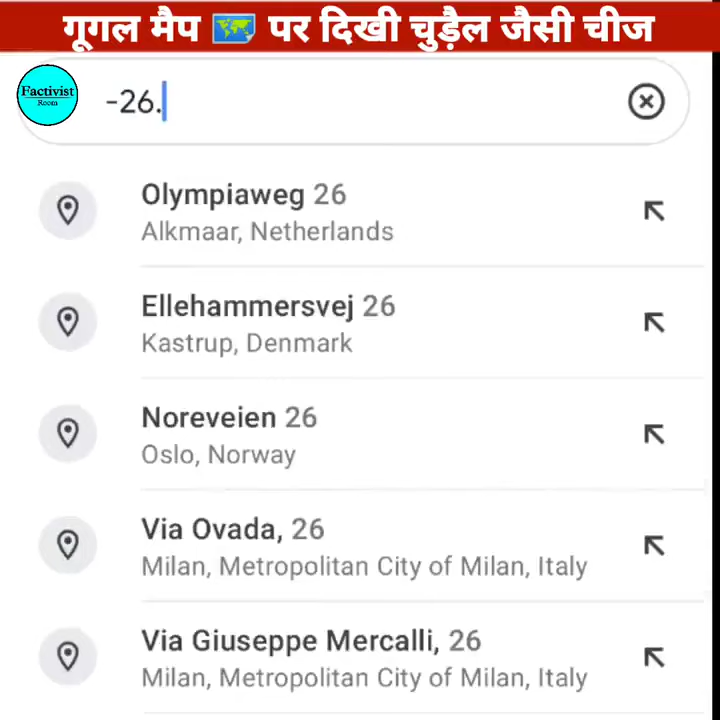 गूगल मैप 🗺️ पर दिखी चुड़ैल जैसी चीज
Factivist
Room
-26.
Olympiaweg 26
Alkmaar, Netherlands
Ellehammersvej 26
Kastrup, Denmark
Noreveien 26
Oslo, Norway
Via Ovada, 26
Milan, Metropolitan City of Milan, Italy
Via Giuseppe Mercalli, 26
Milan, Metropolitan City of Milan, Italy